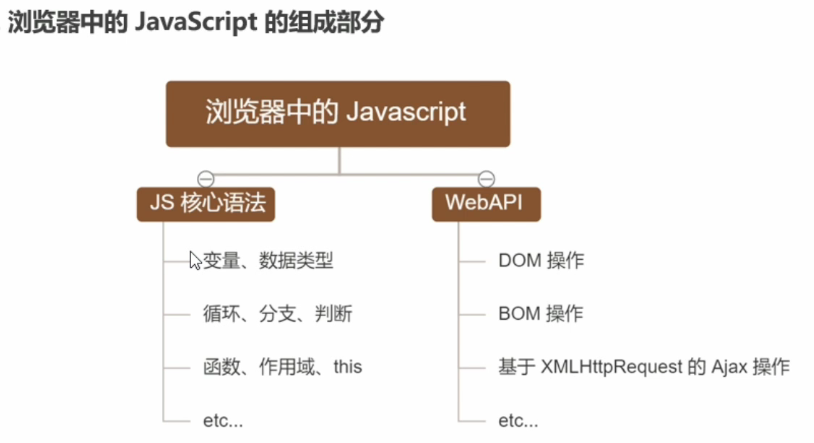 浏览器中的 JavaScript 的组成部分
浏览器中的 Javascript
JS 核心语法
WebAPI
变量、数据类型
DOM 操作
循环、分支、判断
BOM 操作
函数、作用域、this
基于 XMLHttpRequest 的 Ajax 操作
etc...
etc...